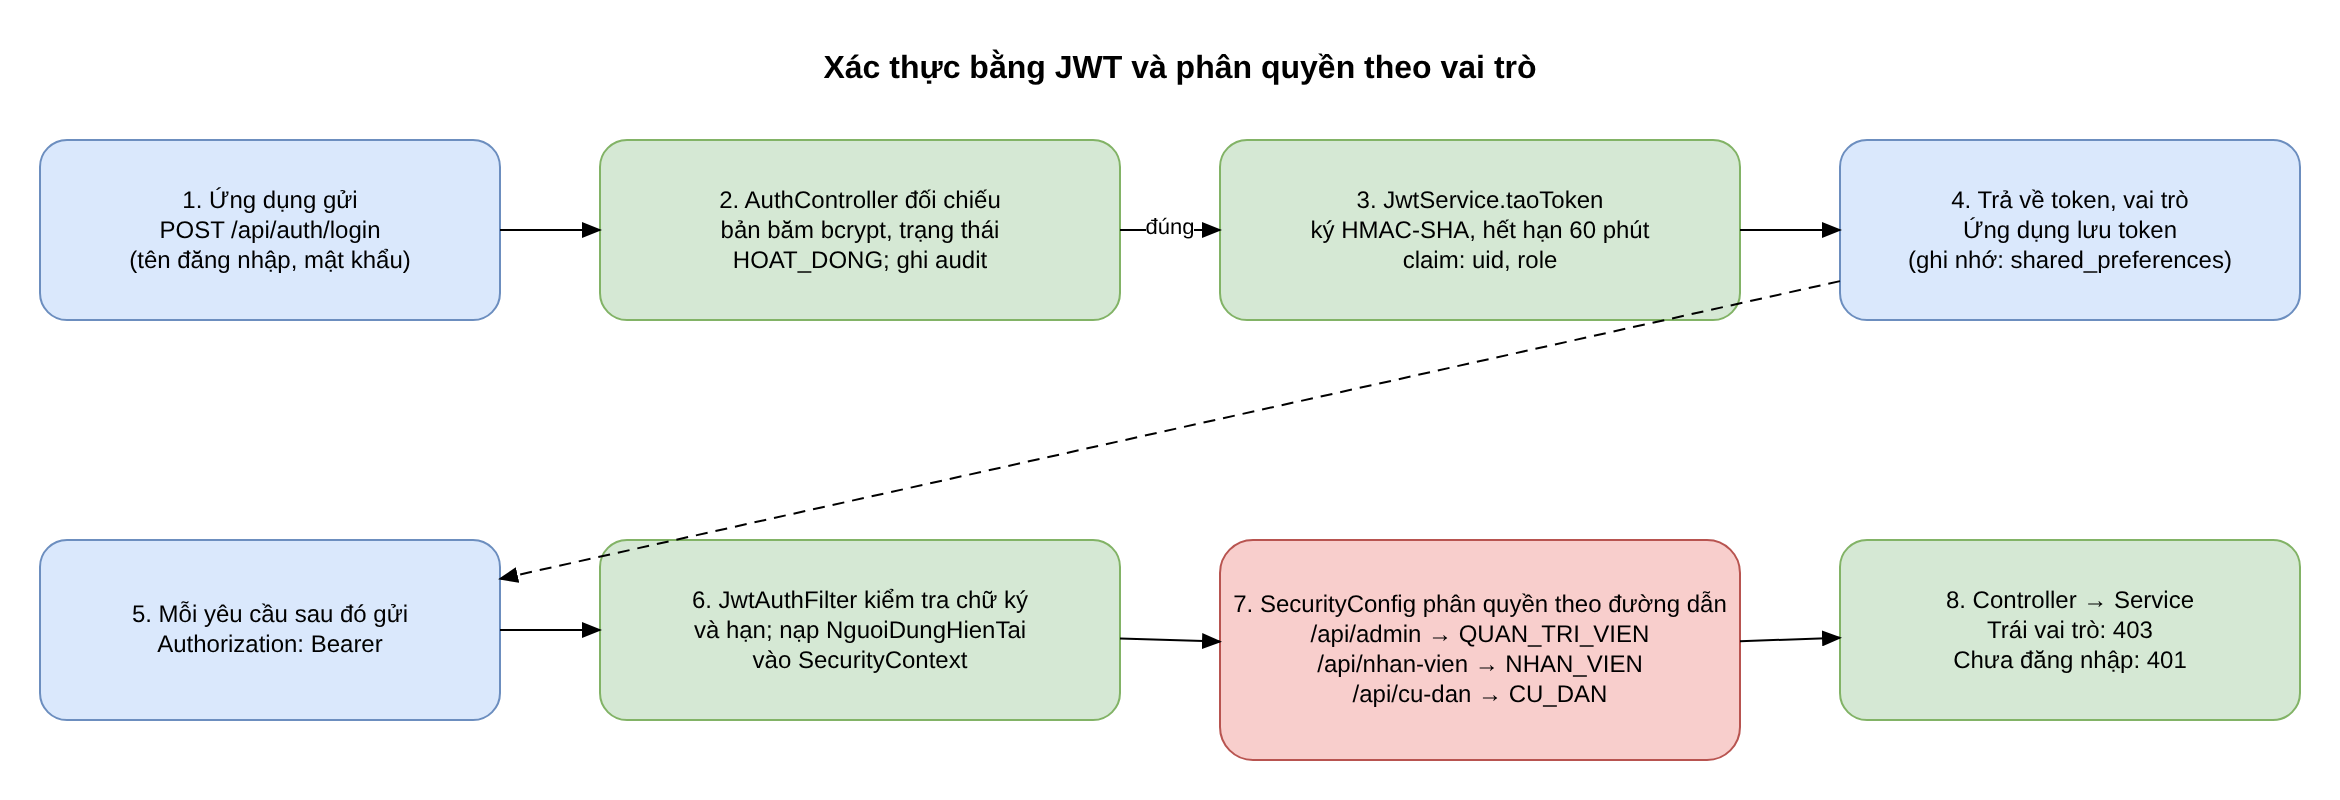 Xác thực bằng JWT và phân quyền theo vai trò
1. Ứng dụng gửi
POST /api/auth/login
(tên đăng nhập, mật khẩu)
2. AuthController đối chiếu
bản băm bcrypt, trạng thái
HOAT_DONG; ghi audit
đúng
3. JwtService.taoToken
ký HMAC-SHA, hết hạn 60 phút
claim: uid, role
4. Trả về token, vai trò
Ứng dụng lưu token
(ghi nhớ: shared_preferences)
5. Mỗi yêu cầu sau đó gửi
Authorization: Bearer
6. JwtAuthFilter kiểm tra chữ ký
và hạn; nạp NguoiDungHienTai
vào SecurityContext
7. SecurityConfig phân quyền theo đường dẫn
/api/admin → QUAN_TRI_VIEN
/api/nhan-vien → NHAN_VIEN
/api/cu-dan → CU_DAN
8. Controller → Service
Trái vai trò: 403
Chưa đăng nhập: 401